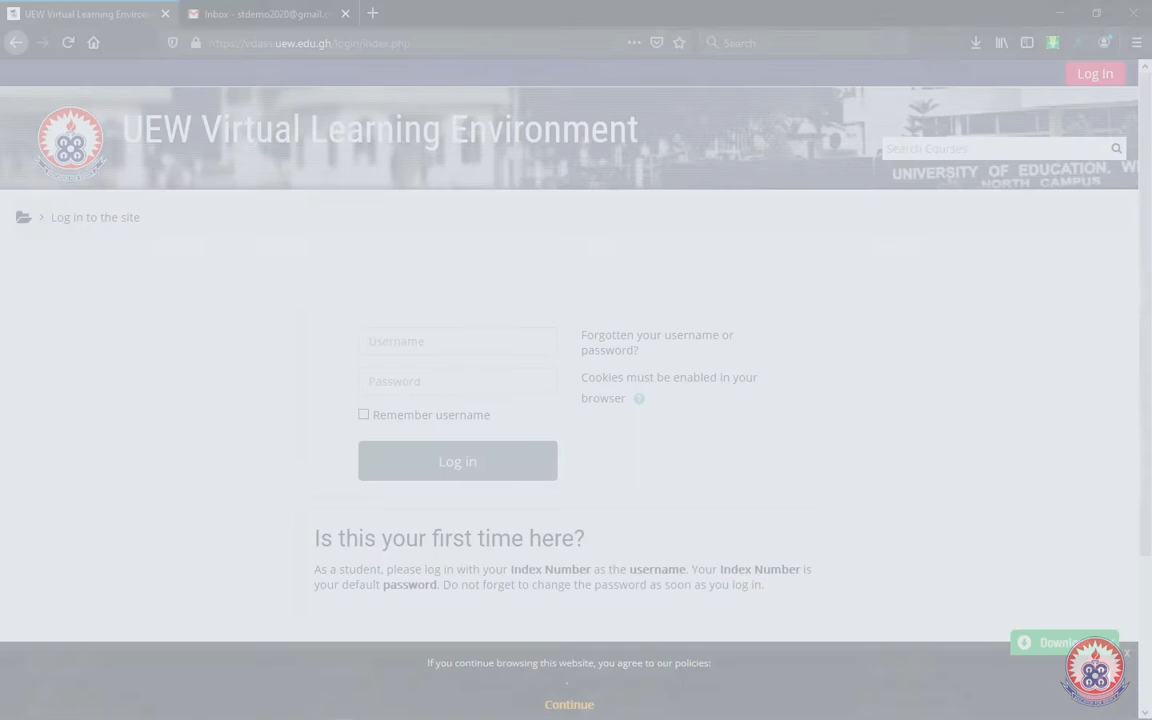 UEW Virtual Learning Environ
Inbox - stdemo2020@gmail.c
https://vclass.uew.edu.gh/login/index.php
Search
Log In
UEW Virtual Learning Environment
Search Courses
UNIVERSITY OF EDUCATION, WI
NORTH CAMPUS
Log in to the site
Username
Forgotten your username or
password?
Password
Cookies must be enabled in your
browser
Remember username
Log in
Is this your first time here?
As a student, please log in with your Index Number as the username. Your Index Number is
your default password. Do not forget to change the password as soon as you log in.
If you continue browsing this website, you agree to our policies:
.
Continue
x